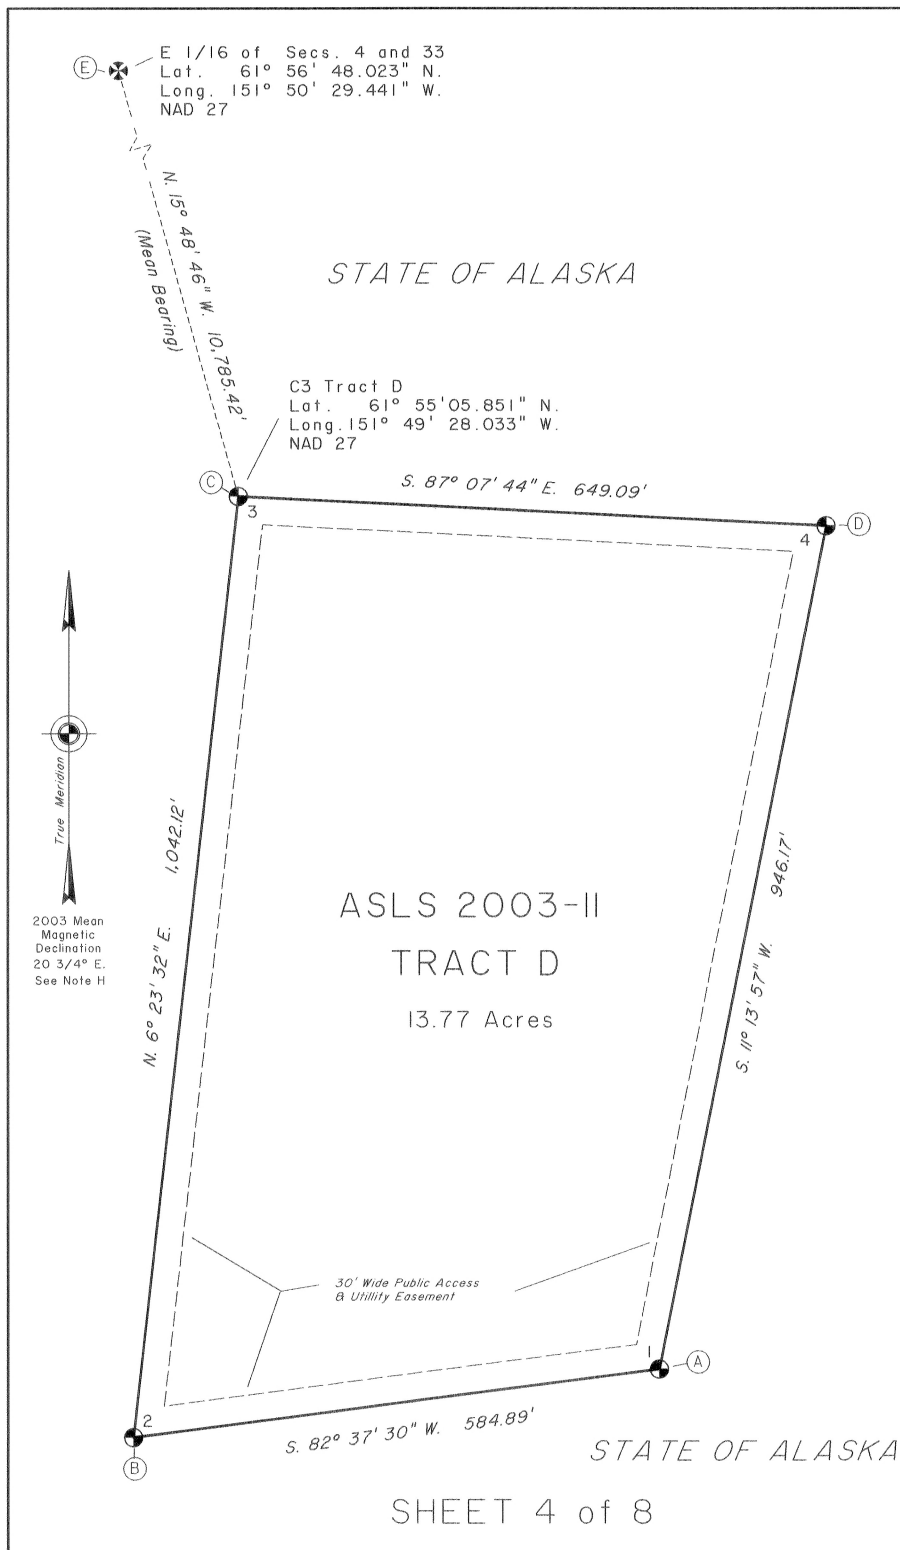 E
E 1/16 of Secs. 4 and 33
Lat. 61° 56' 48.023" N.
Long. 151° 50' 29.441" W.
NAD 27
N. 15° 48' 46" W. 10,785.42'
(Mean Bearing)
STATE OF ALASKA
C3 Tract D
Lat. 61° 55'05.851" N.
Long. 151° 49' 28.033" W.
NAD 27
C
S. 87° 07' 44" E. 649.09'
3
4
D
True Meridian
2003 Mean
Magnetic
Declination
20 3/4° E.
See Note H
N. 6° 23' 32" E. 1,042.12'
ASLS 2003-11
TRACT D
13.77 Acres
S. 11° 13' 57" W. 946.17'
30' Wide Public Access
& Utillity Easement
1
A
2
B
S. 82° 37' 30" W. 584.89'
STATE OF ALASKA
SHEET 4 of 8